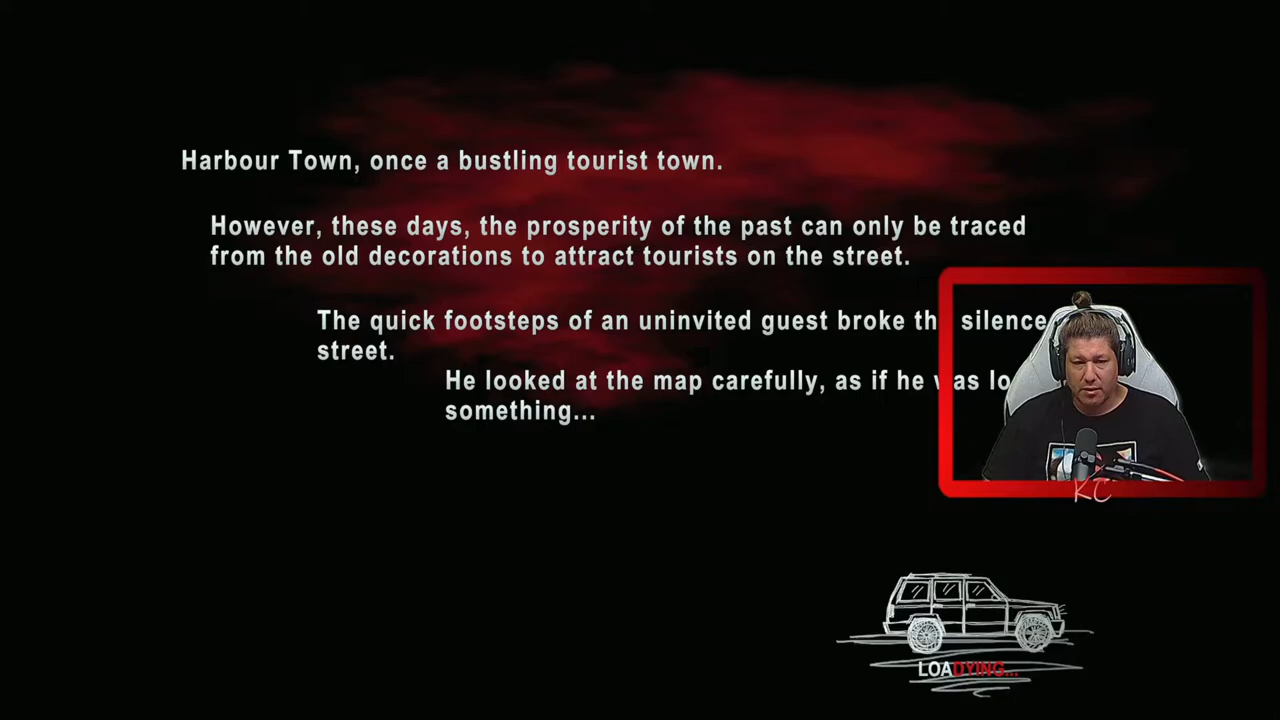 Harbour Town, once a bustling tourist town.
However, these days, the prosperity of the past can only be traced
from the old decorations to attract tourists on the street.
The quick footsteps of an uninvited guest broke th silence
street.
He looked at the map carefully, as if he was lo
something...
KC
LOADYING...